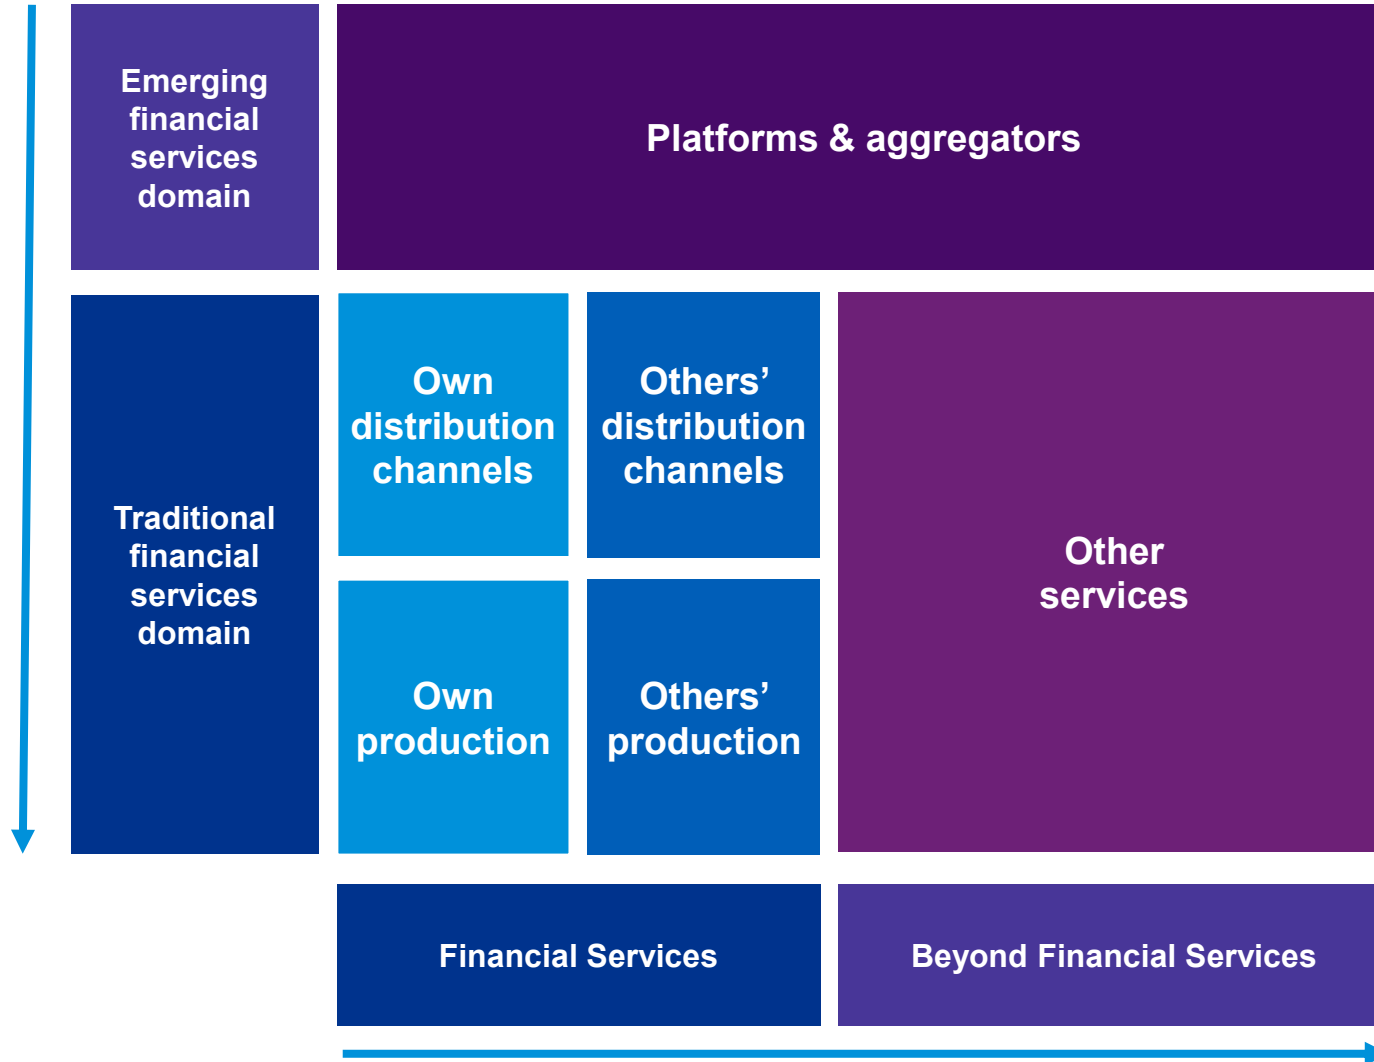 Emerging
financial
services
domain
Platforms & aggregators
Traditional
financial
services
domain
Own
distribution
channels
Others’
distribution
channels
Other
services
Own
production
Others’
production
Financial Services
Beyond Financial Services